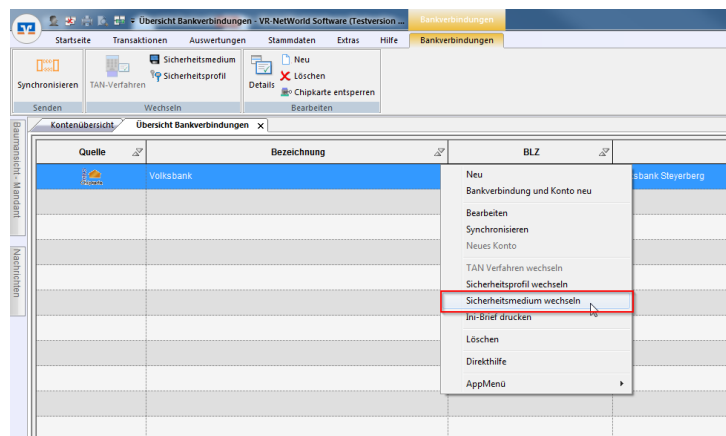 Übersicht Bankverbindungen - VR-NetWorld Software (Testversion ...
Bankverbindungen
Startseite Transaktionen Auswertungen Stammdaten Extras Hilfe Bankverbindungen
Synchronisieren
TAN-Verfahren
Sicherheitsmedium
Sicherheitsprofil
Details
Neu
Löschen
Chipkarte entsperren
Senden Wechseln Bearbeiten
Baumansicht - Mandant
Nachrichten
Kontenübersicht Übersicht Bankverbindungen x
Quelle Bezeichnung BLZ
Volksbank
sbank Steyerberg
Neu
Bankverbindung und Konto neu
Bearbeiten
Synchronisieren
Neues Konto
TAN Verfahren wechseln
Sicherheitsprofil wechseln
Sicherheitsmedium wechseln
Ini-Brief drucken
Löschen
Direkthilfe
AppMenü